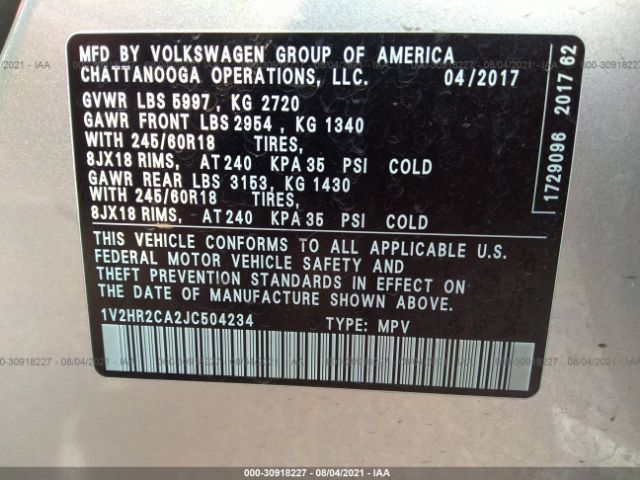 MFD BY VOLKSWAGEN GROUP OF AMERICA
CHATTANOOGA OPERATIONS, LLC. 04/2017
GVWR LBS 5997, KG 2720
GAWR FRONT LBS 2954, KG 1340
WITH 245/60R18 TIRES,
8JX18 RIMS, AT 240 KPA 35 PSI COLD
GAWR REAR LBS 3153, KG 1430
WITH 245/60R18 TIRES,
8JX18 RIMS, AT 240 KPA 35 PSI COLD
THIS VEHICLE CONFORMS TO ALL APPLICABLE U.S.
FEDERAL MOTOR VEHICLE SAFETY AND
THEFT PREVENTION STANDARDS IN EFFECT ON
THE DATE OF MANUFACTURE SHOWN ABOVE.
1V2HR2CA2JC504234 TYPE: MPV
1729096 2017 62
000-30918227 - 08/04/2021 - IAA